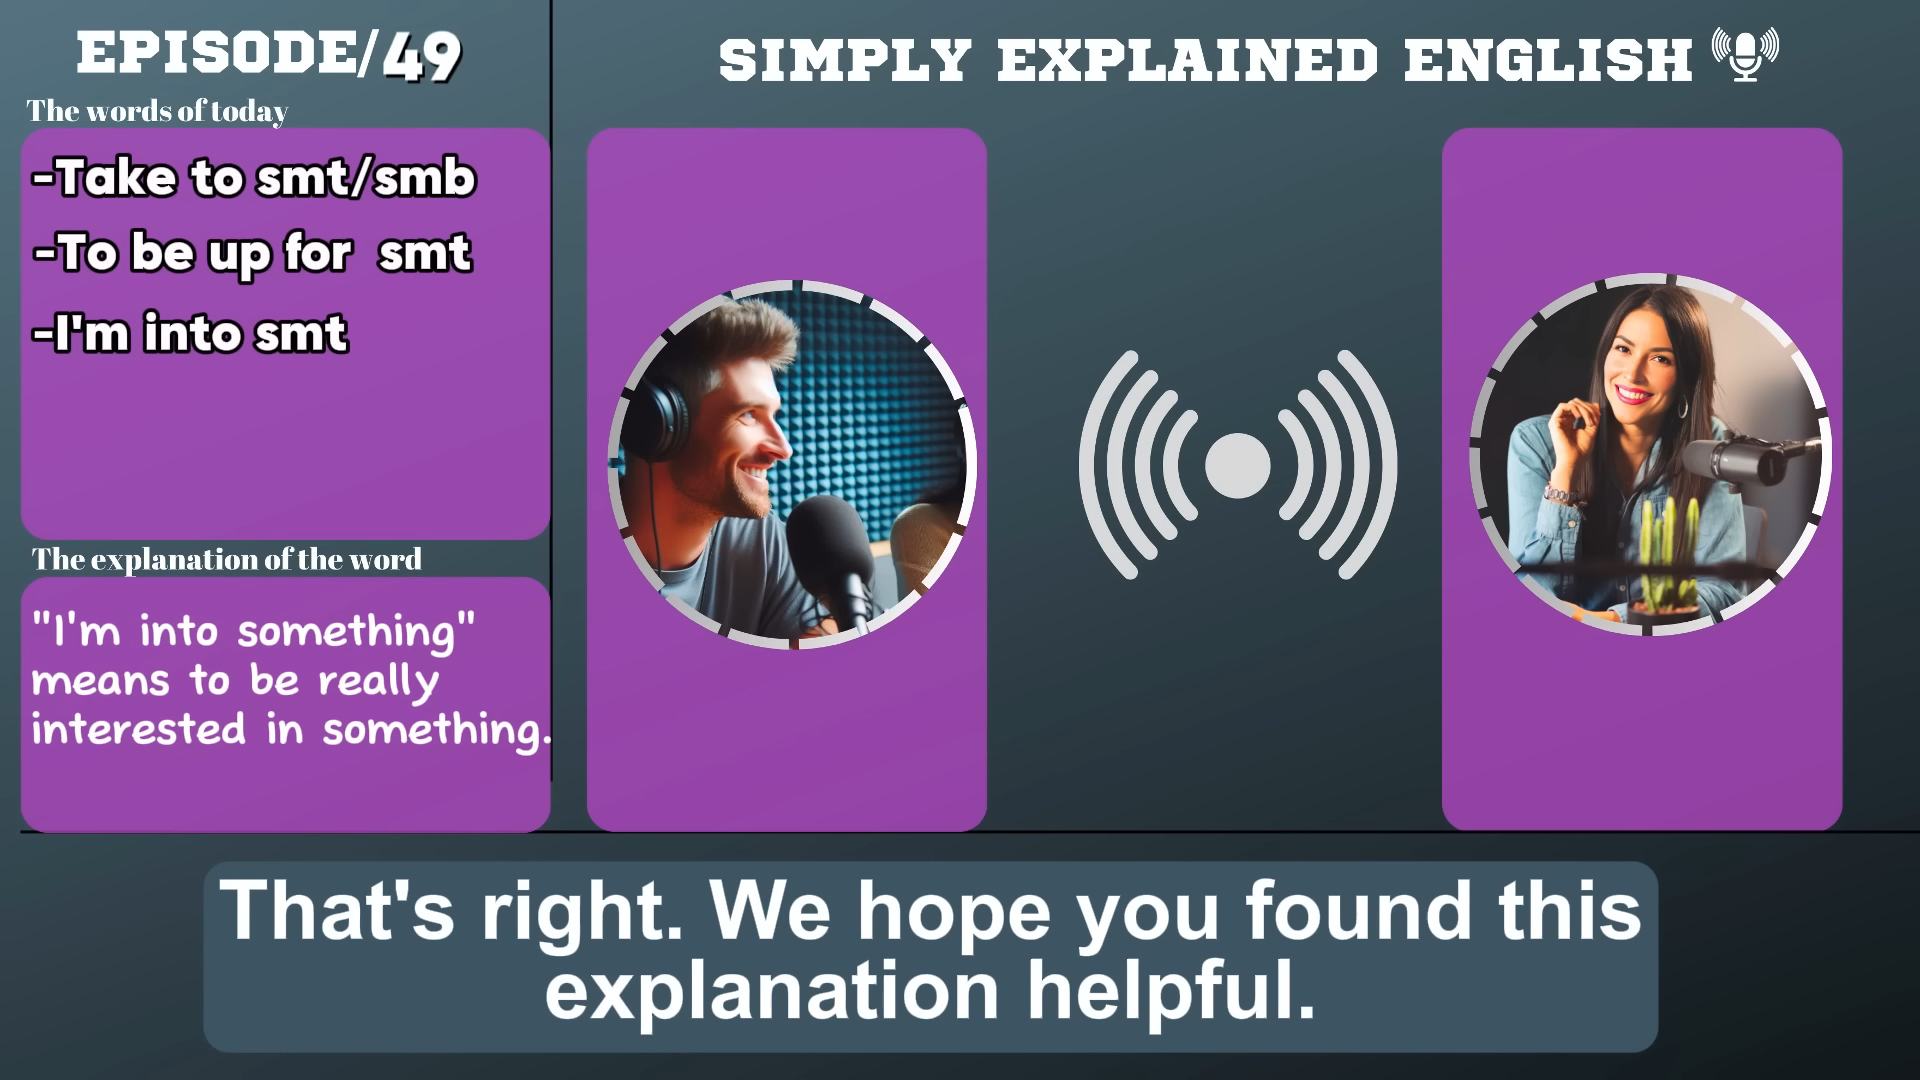 EPISODE/49
SIMPLY EXPLAINED ENGLISH
The words of today
-Take to smt/smb
-To be up for smt
-I'm into smt
The explanation of the word
"I'm into something"
means to be really
interested in something.
That's right. We hope you found this
explanation helpful.